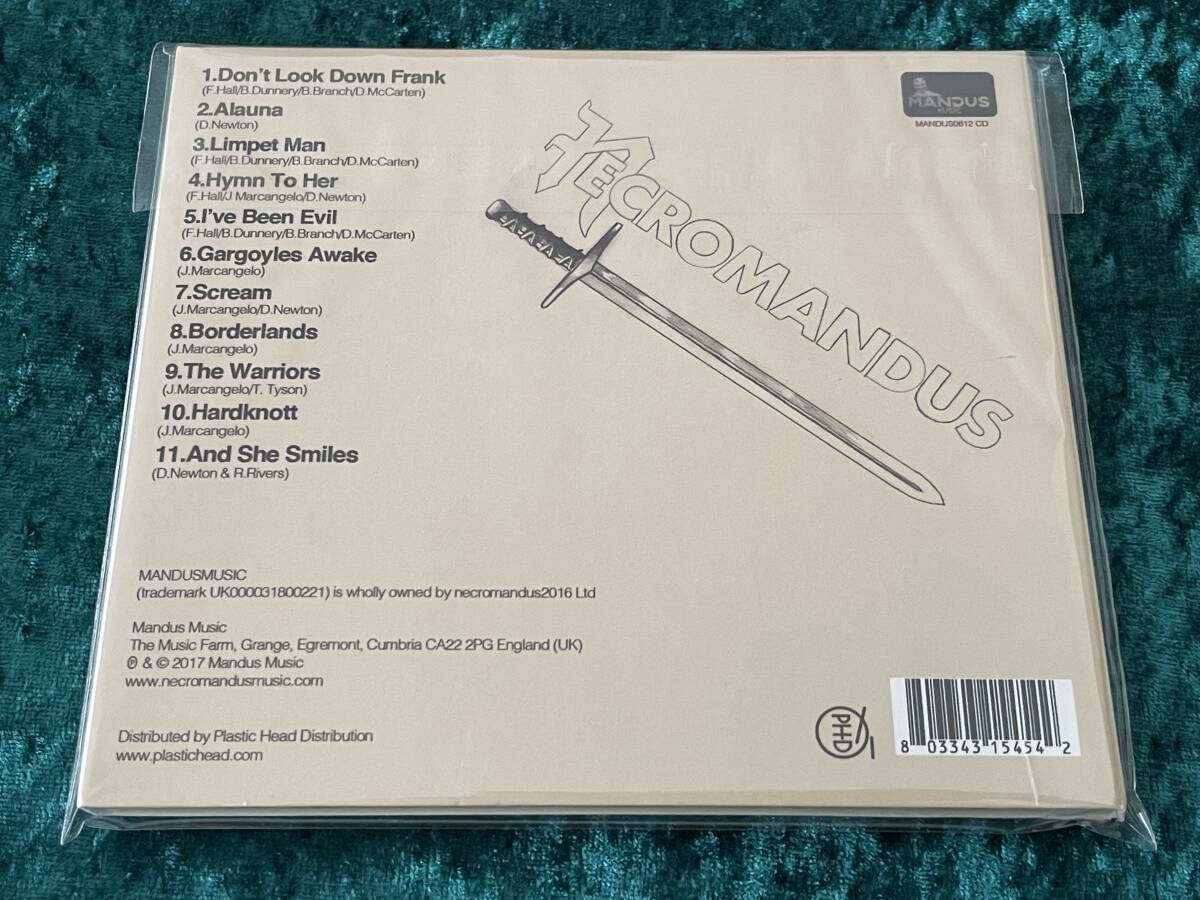 1.Don't Look Down Frank
(F.Hall/B.Dunnery/B.Branch/D.McCarten)
2.Alauna
(D.Newton)
3.Limpet Man
(F.Hall/B.Dunnery/B.Branch/D.McCarten)
4.Hymn To Her
(F.Hall/J Marcangelo/D.Newton)
5.I've Been Evil
(F.Hall/B.Dunnery/B.Branch/D.McCarten)
6.Gargoyles Awake
(J.Marcangelo)
7.Scream
(J.Marcangelo/D.Newton)
8.Borderlands
(J.Marcangelo)
9.The Warriors
(J.Marcangelo/T. Tyson)
10.Hardknott
(J.Marcangelo)
11.And She Smiles
(D.Newton & R.Rivers)
MANDUS
MUSIC
MANDUS0612 CD
NECROMANDUS
MANDUSMUSIC
(trademark UK000031800221) is wholly owned by necromandus2016 Ltd
Mandus Music
The Music Farm, Grange, Egremont, Cumbria CA22 2PG England (UK)
℗ & © 2017 Mandus Music
www.necromandusmusic.com
Distributed by Plastic Head Distribution
www.plastichead.com
PHD
8 03343 15454 2